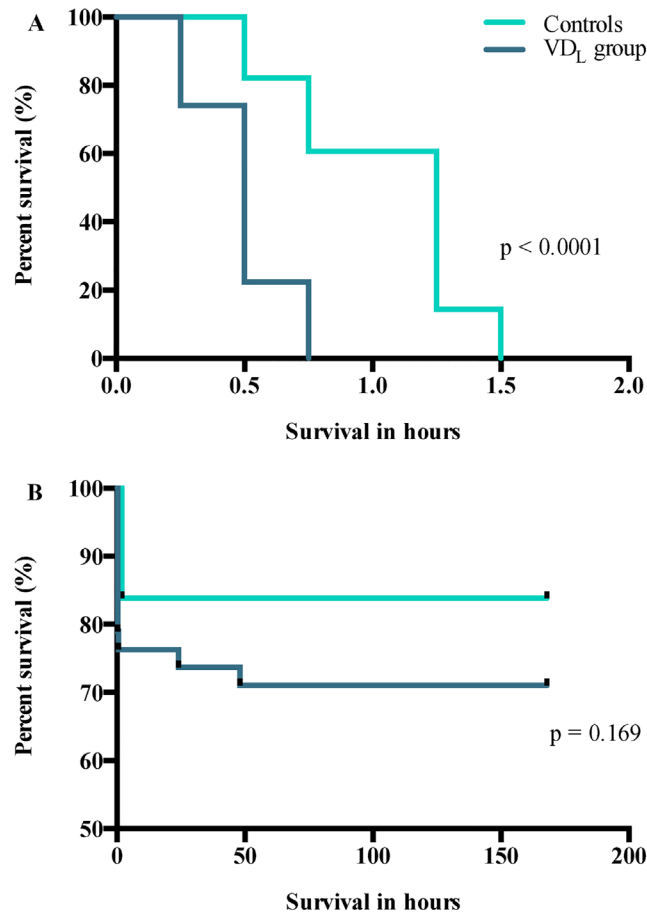 A
Controls
VD_L group
Percent survival (%)
100
80
60
40
20
0
p < 0.0001
0.0 0.5 1.0 1.5 2.0
Survival in hours
B
Percent survival (%)
100
90
80
70
60
50
p = 0.169
0 50 100 150 200
Survival in hours